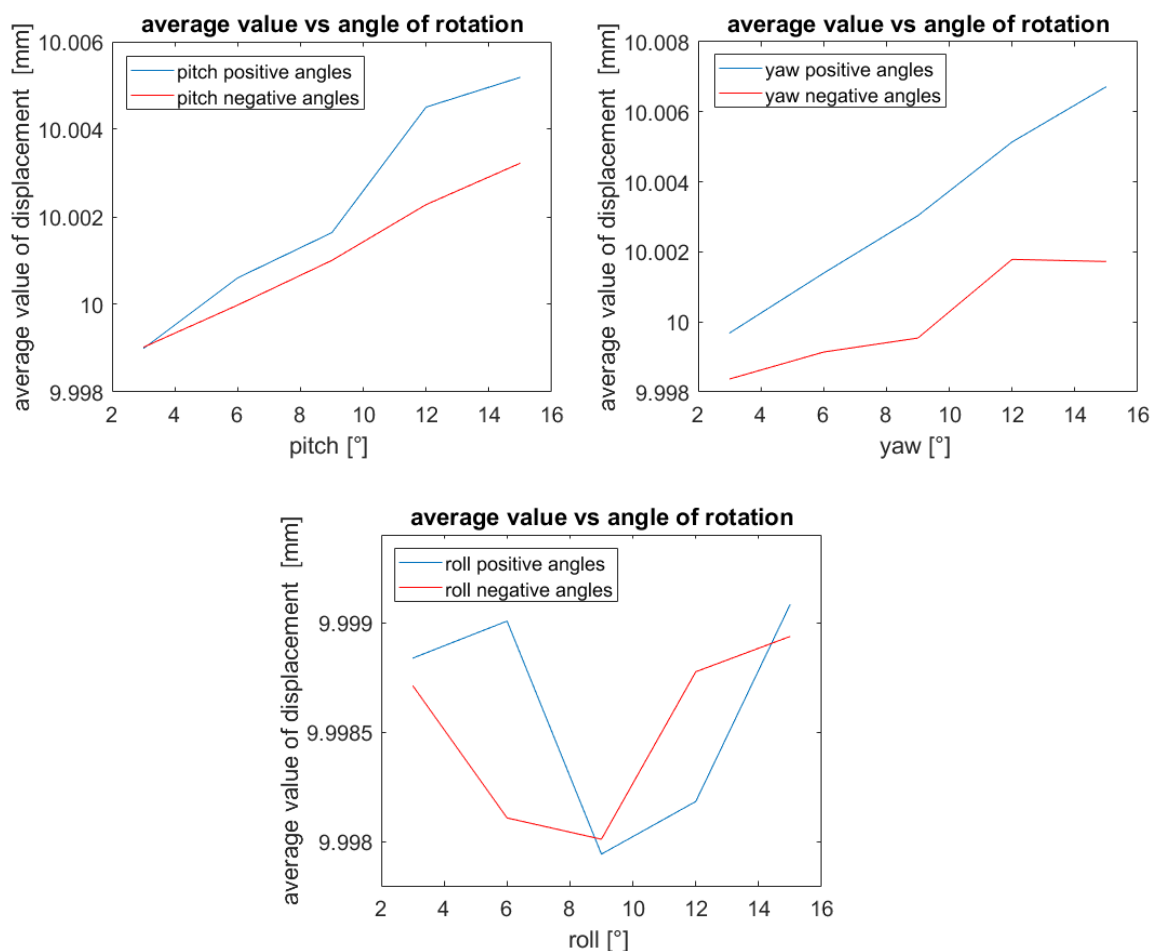 average value vs angle of rotation
average value of displacement [mm]
10.006
10.004
10.002
10
9.998
pitch positive angles
pitch negative angles
2 4 6 8 10 12 14 16
pitch [°]
average value vs angle of rotation
average value of displacement [mm]
10.008
10.006
10.004
10.002
10
9.998
yaw positive angles
yaw negative angles
2 4 6 8 10 12 14 16
yaw [°]
average value vs angle of rotation
average value of displacement [mm]
9.999
9.9985
9.998
roll positive angles
roll negative angles
2 4 6 8 10 12 14 16
roll [°]